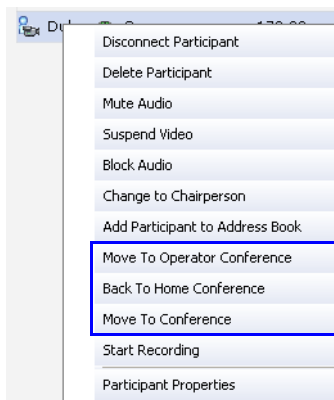 Disconnect Participant
Delete Participant
Mute Audio
Suspend Video
Block Audio
Change to Chairperson
Add Participant to Address Book
Move To Operator Conference
Back To Home Conference
Move To Conference
Start Recording
Participant Properties